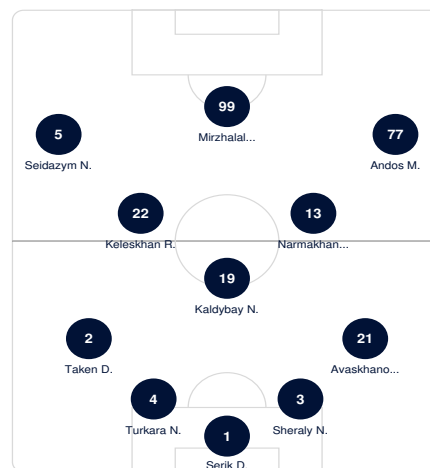 99
Mirzhalal...
5
77
Seidazym N.
Andos M.
22
13
Keleskhan R.
Narmakhan...
19
Kaldybay N.
2
21
Taken D.
Avaskhano...
4
3
Turkara N.
Sheraly N.
1
Serik D.